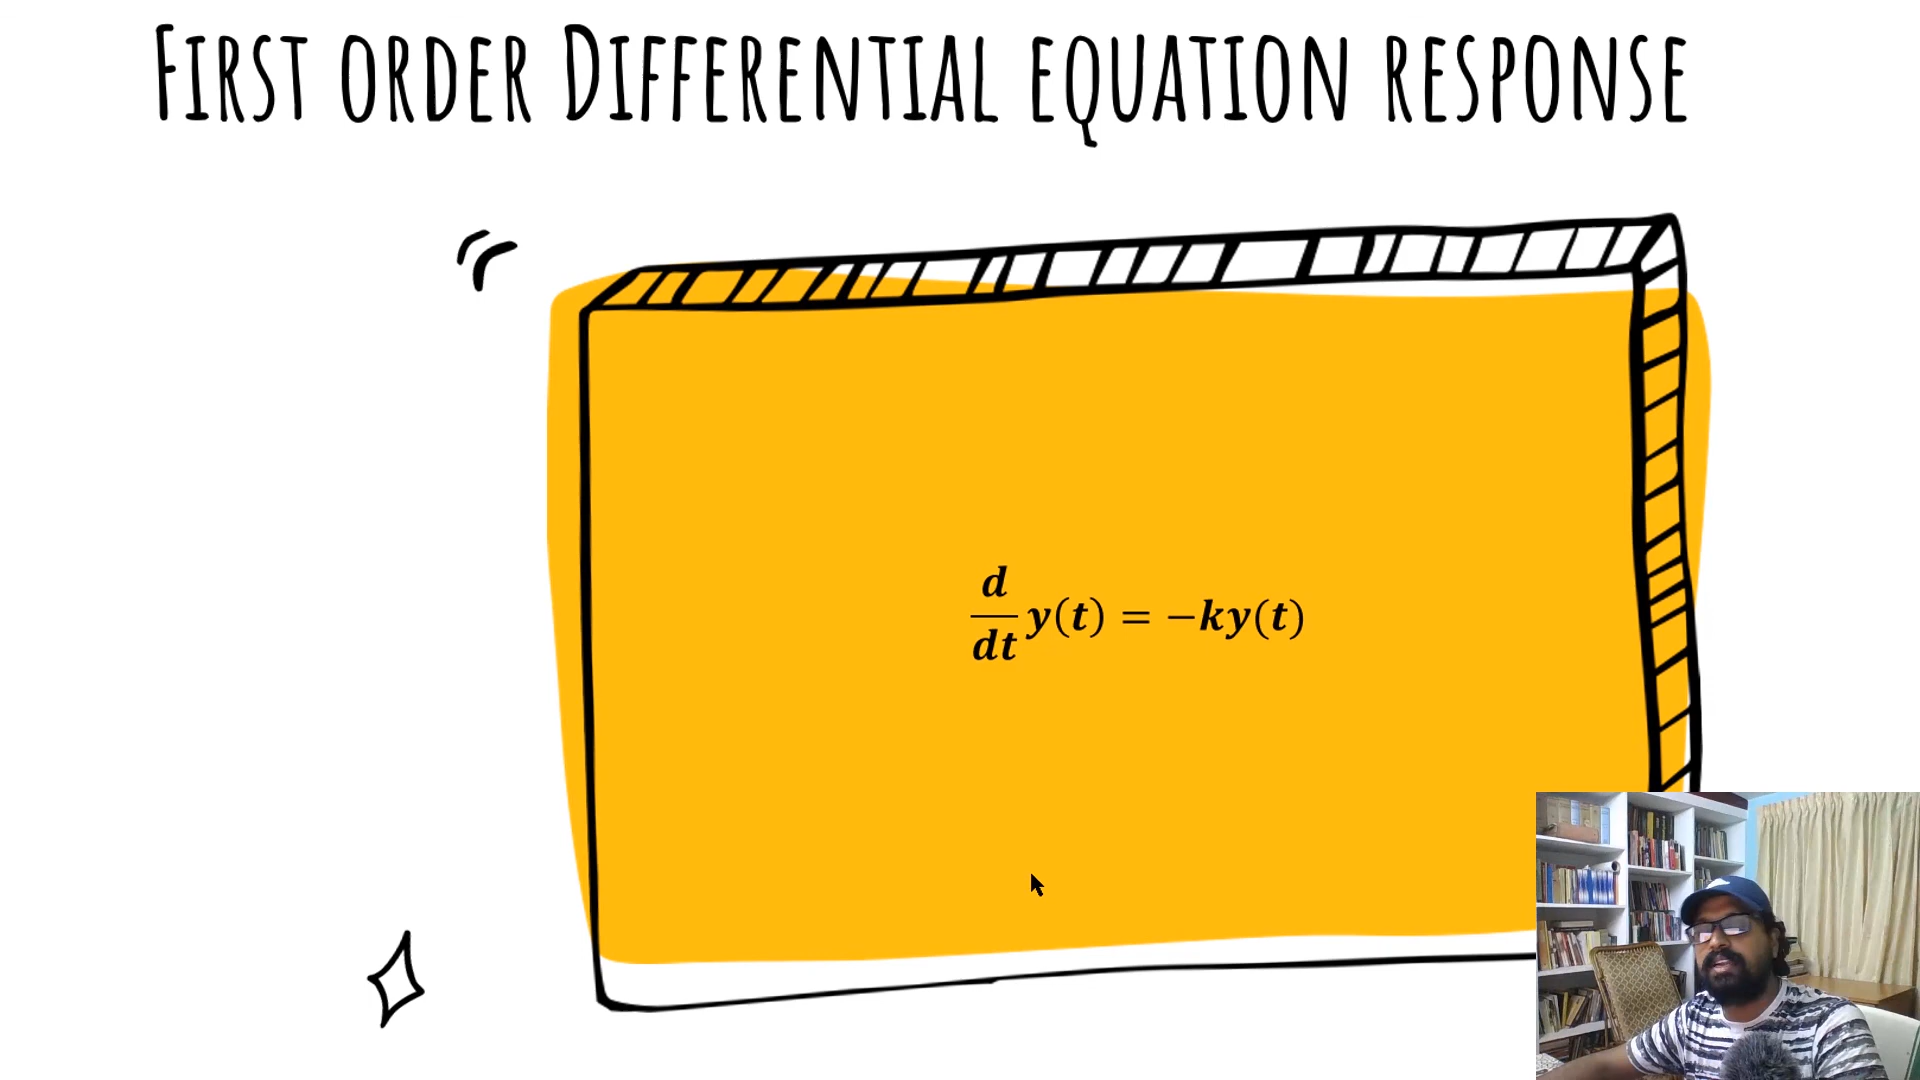 First order Differential equation response
d/dt y(t) = −ky(t)